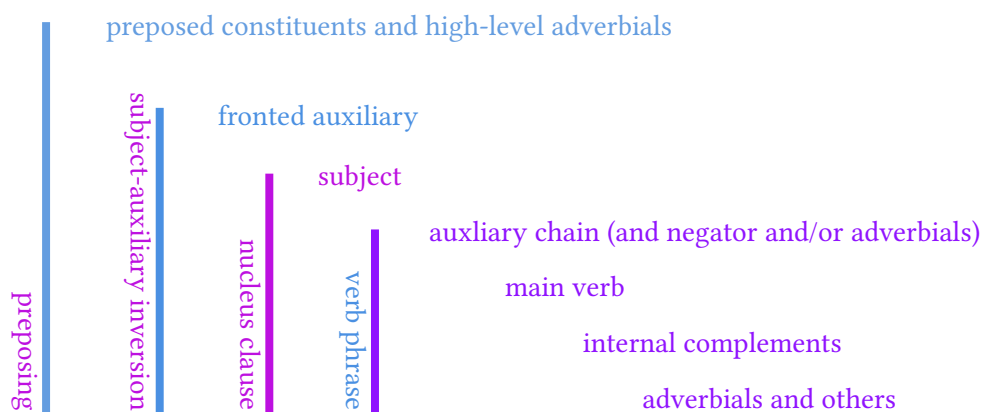 preposed constituents and high-level adverbials
fronted auxiliary
subject
auxliary chain (and negator and/or adverbials)
main verb
internal complements
adverbials and others
preposing
subject-auxiliary inversion
nucleus clause
verb phrase